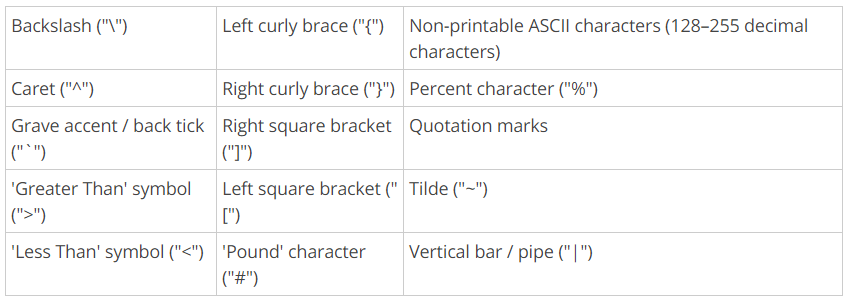 Backslash ("\")
Left curly brace ("{")
Non-printable ASCII characters (128–255 decimal
characters)
Caret ("^")
Right curly brace ("}")
Percent character ("%")
Grave accent / back tick
("`")
Right square bracket
("]")
Quotation marks
'Greater Than' symbol
(">")
Left square bracket ("
[")
Tilde ("~")
'Less Than' symbol ("<")
'Pound' character
("#")
Vertical bar / pipe ("|")